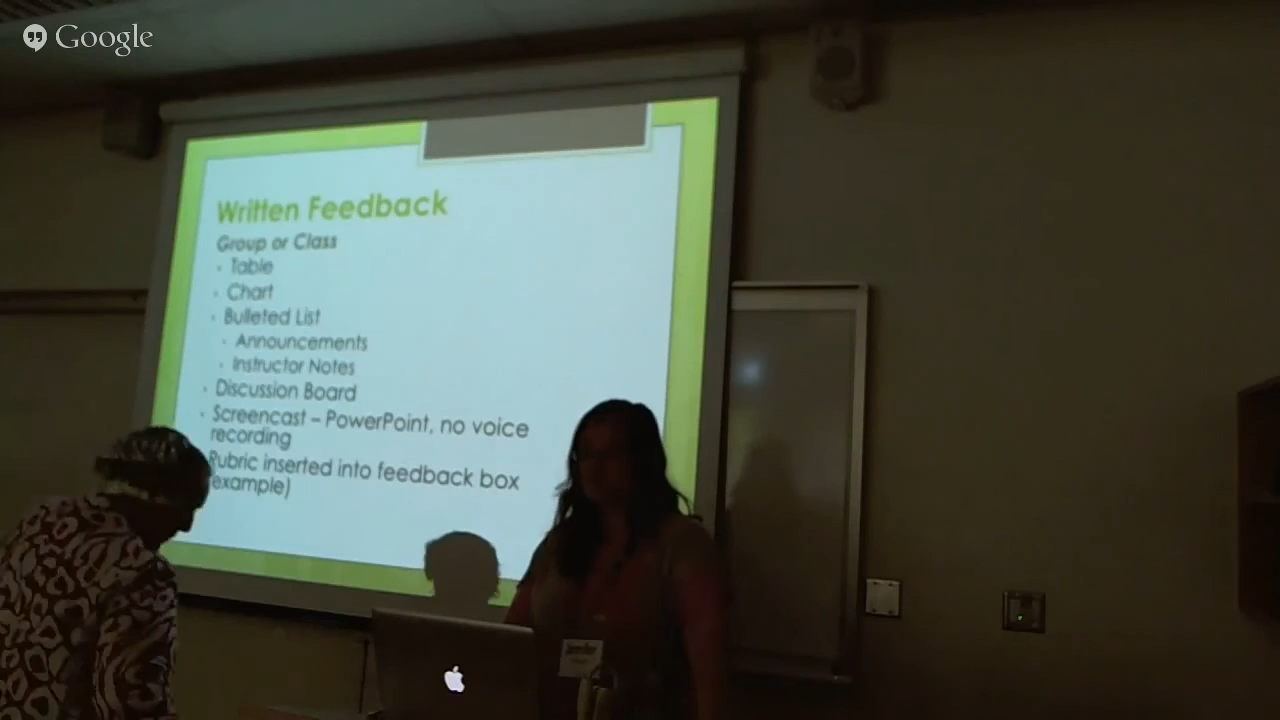 Google
Written Feedback
Group or Class
Table
Chart
Bulleted List
Announcements
Instructor Notes
Discussion Board
Screencast – PowerPoint, no voice
recording
Rubric inserted into feedback box
example)
Jennifer